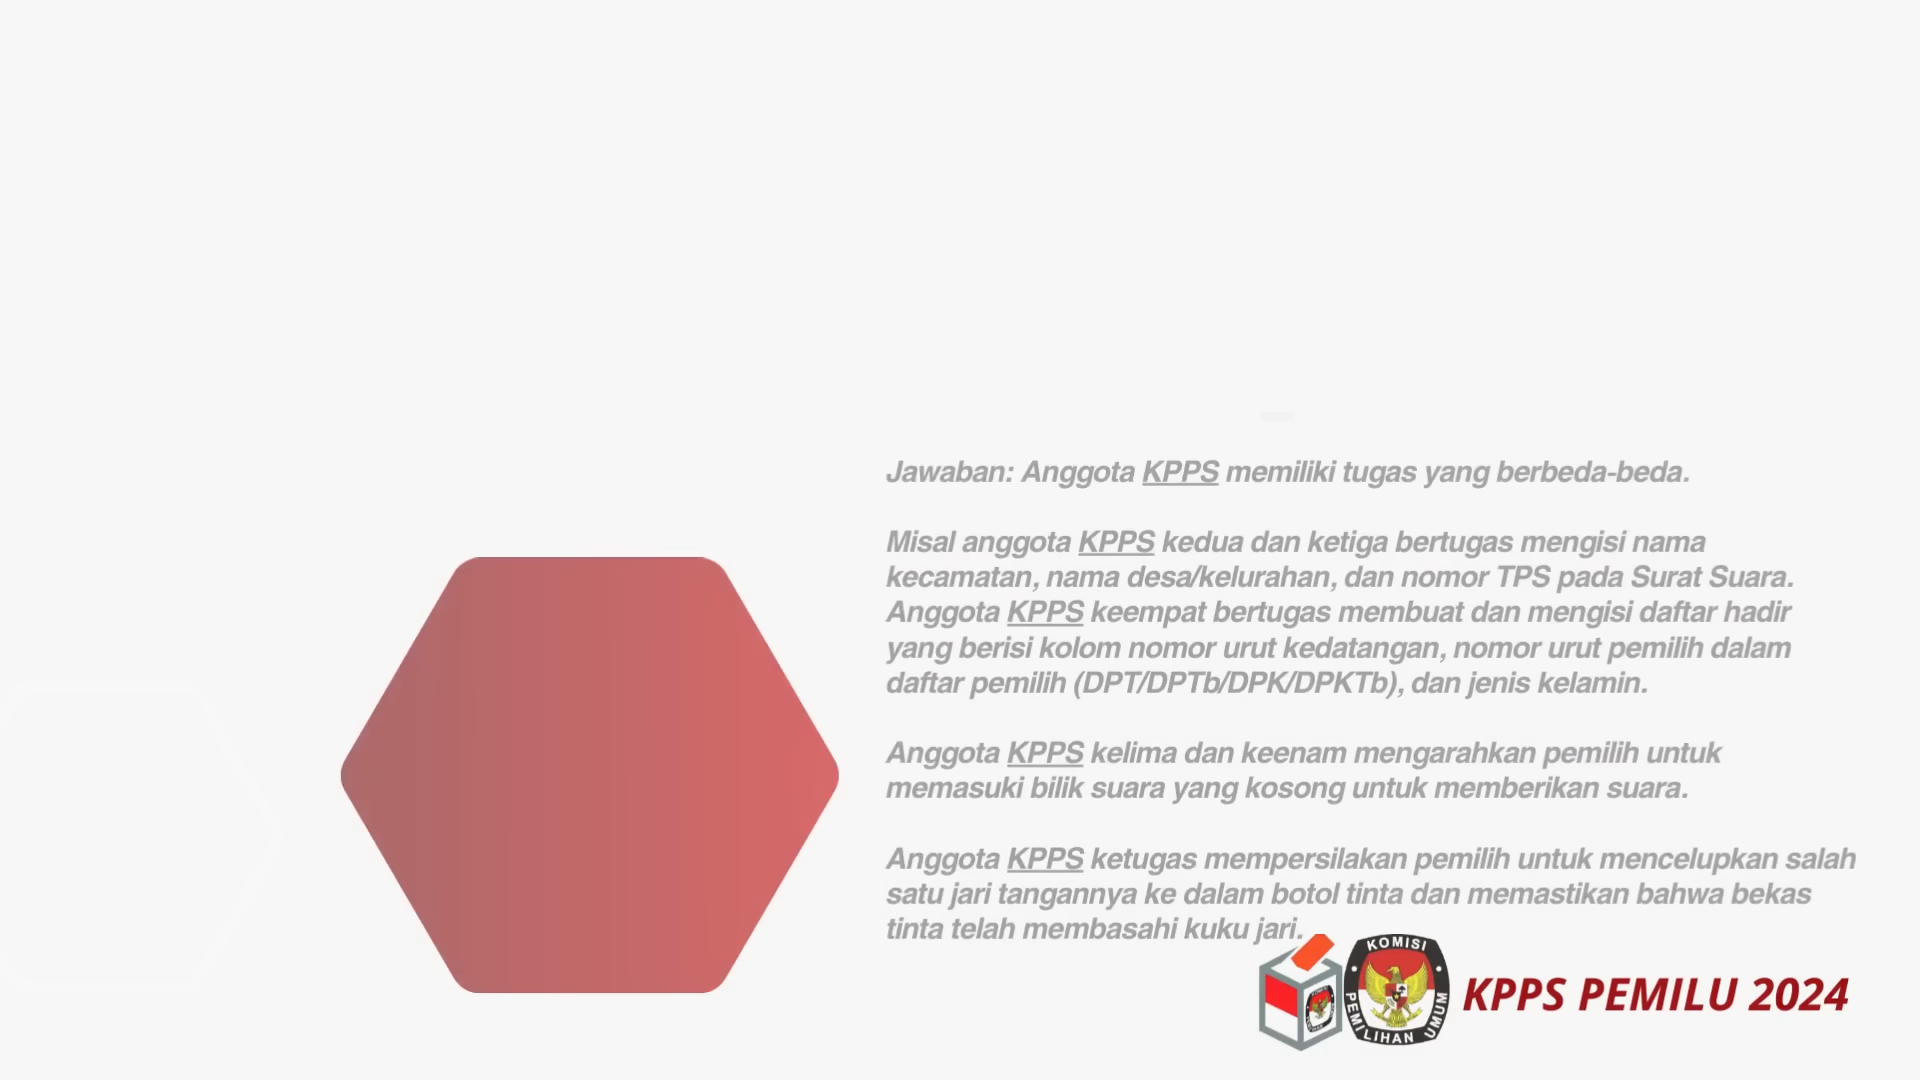 Jawaban: Anggota KPPS memiliki tugas yang berbeda-beda.
Misal anggota KPPS kedua dan ketiga bertugas mengisi nama
kecamatan, nama desa/kelurahan, dan nomor TPS pada Surat Suara.
Anggota KPPS keempat bertugas membuat dan mengisi daftar hadir
yang berisi kolom nomor urut kedatangan, nomor urut pemilih dalam
daftar pemilih (DPT/DPTb/DPK/DPKTb), dan jenis kelamin.
Anggota KPPS kelima dan keenam mengarahkan pemilih untuk
memasuki bilik suara yang kosong untuk memberikan suara.
Anggota KPPS ketugas mempersilakan pemilih untuk mencelupkan salah
satu jari tangannya ke dalam botol tinta dan memastikan bahwa bekas
tinta telah membasahi kuku jari.
KOMISI
PEMILIHAN UMUM
KPPS PEMILU 2024